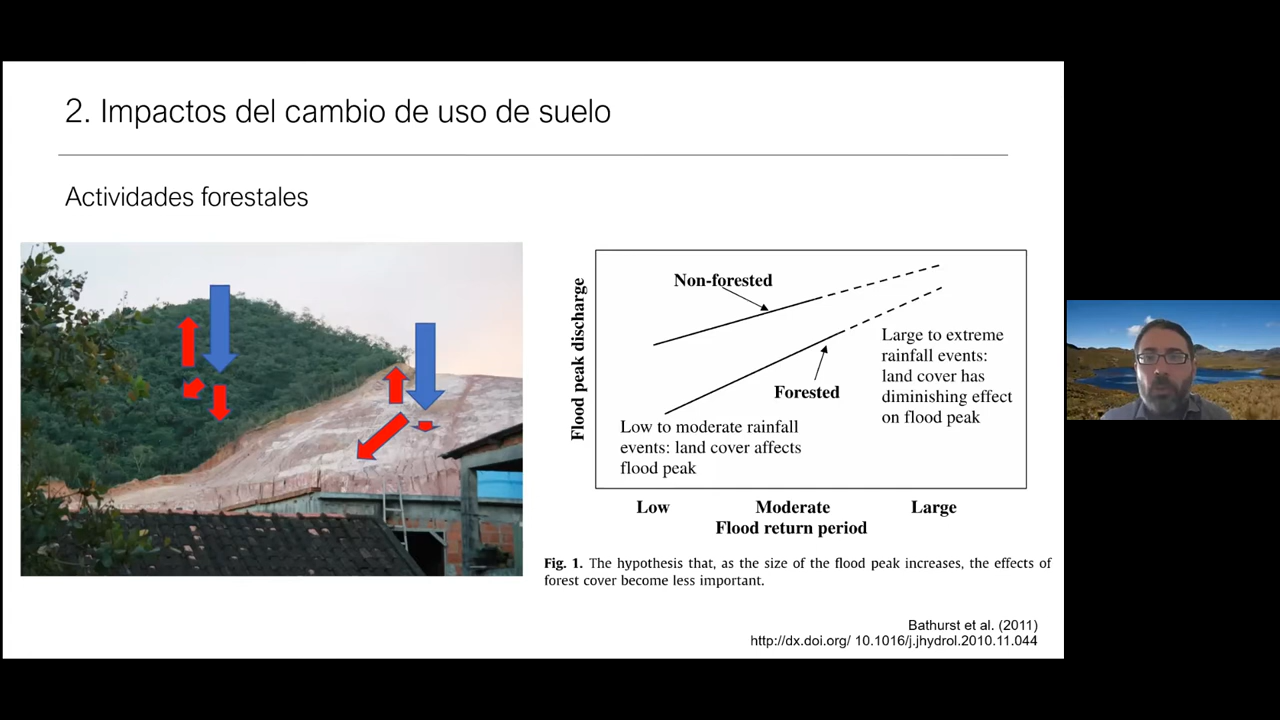 2. Impactos del cambio de uso de suelo
Actividades forestales
Flood peak discharge
Non-forested
Forested
Large to extreme
rainfall events:
land cover has
diminishing effect
on flood peak
Low to moderate rainfall
events: land cover affects
flood peak
Low Moderate Large
Flood return period
Fig. 1. The hypothesis that, as the size of the flood peak increases, the effects of
forest cover become less important.
Bathurst et al. (2011)
http://dx.doi.org/ 10.1016/j.jhydrol.2010.11.044